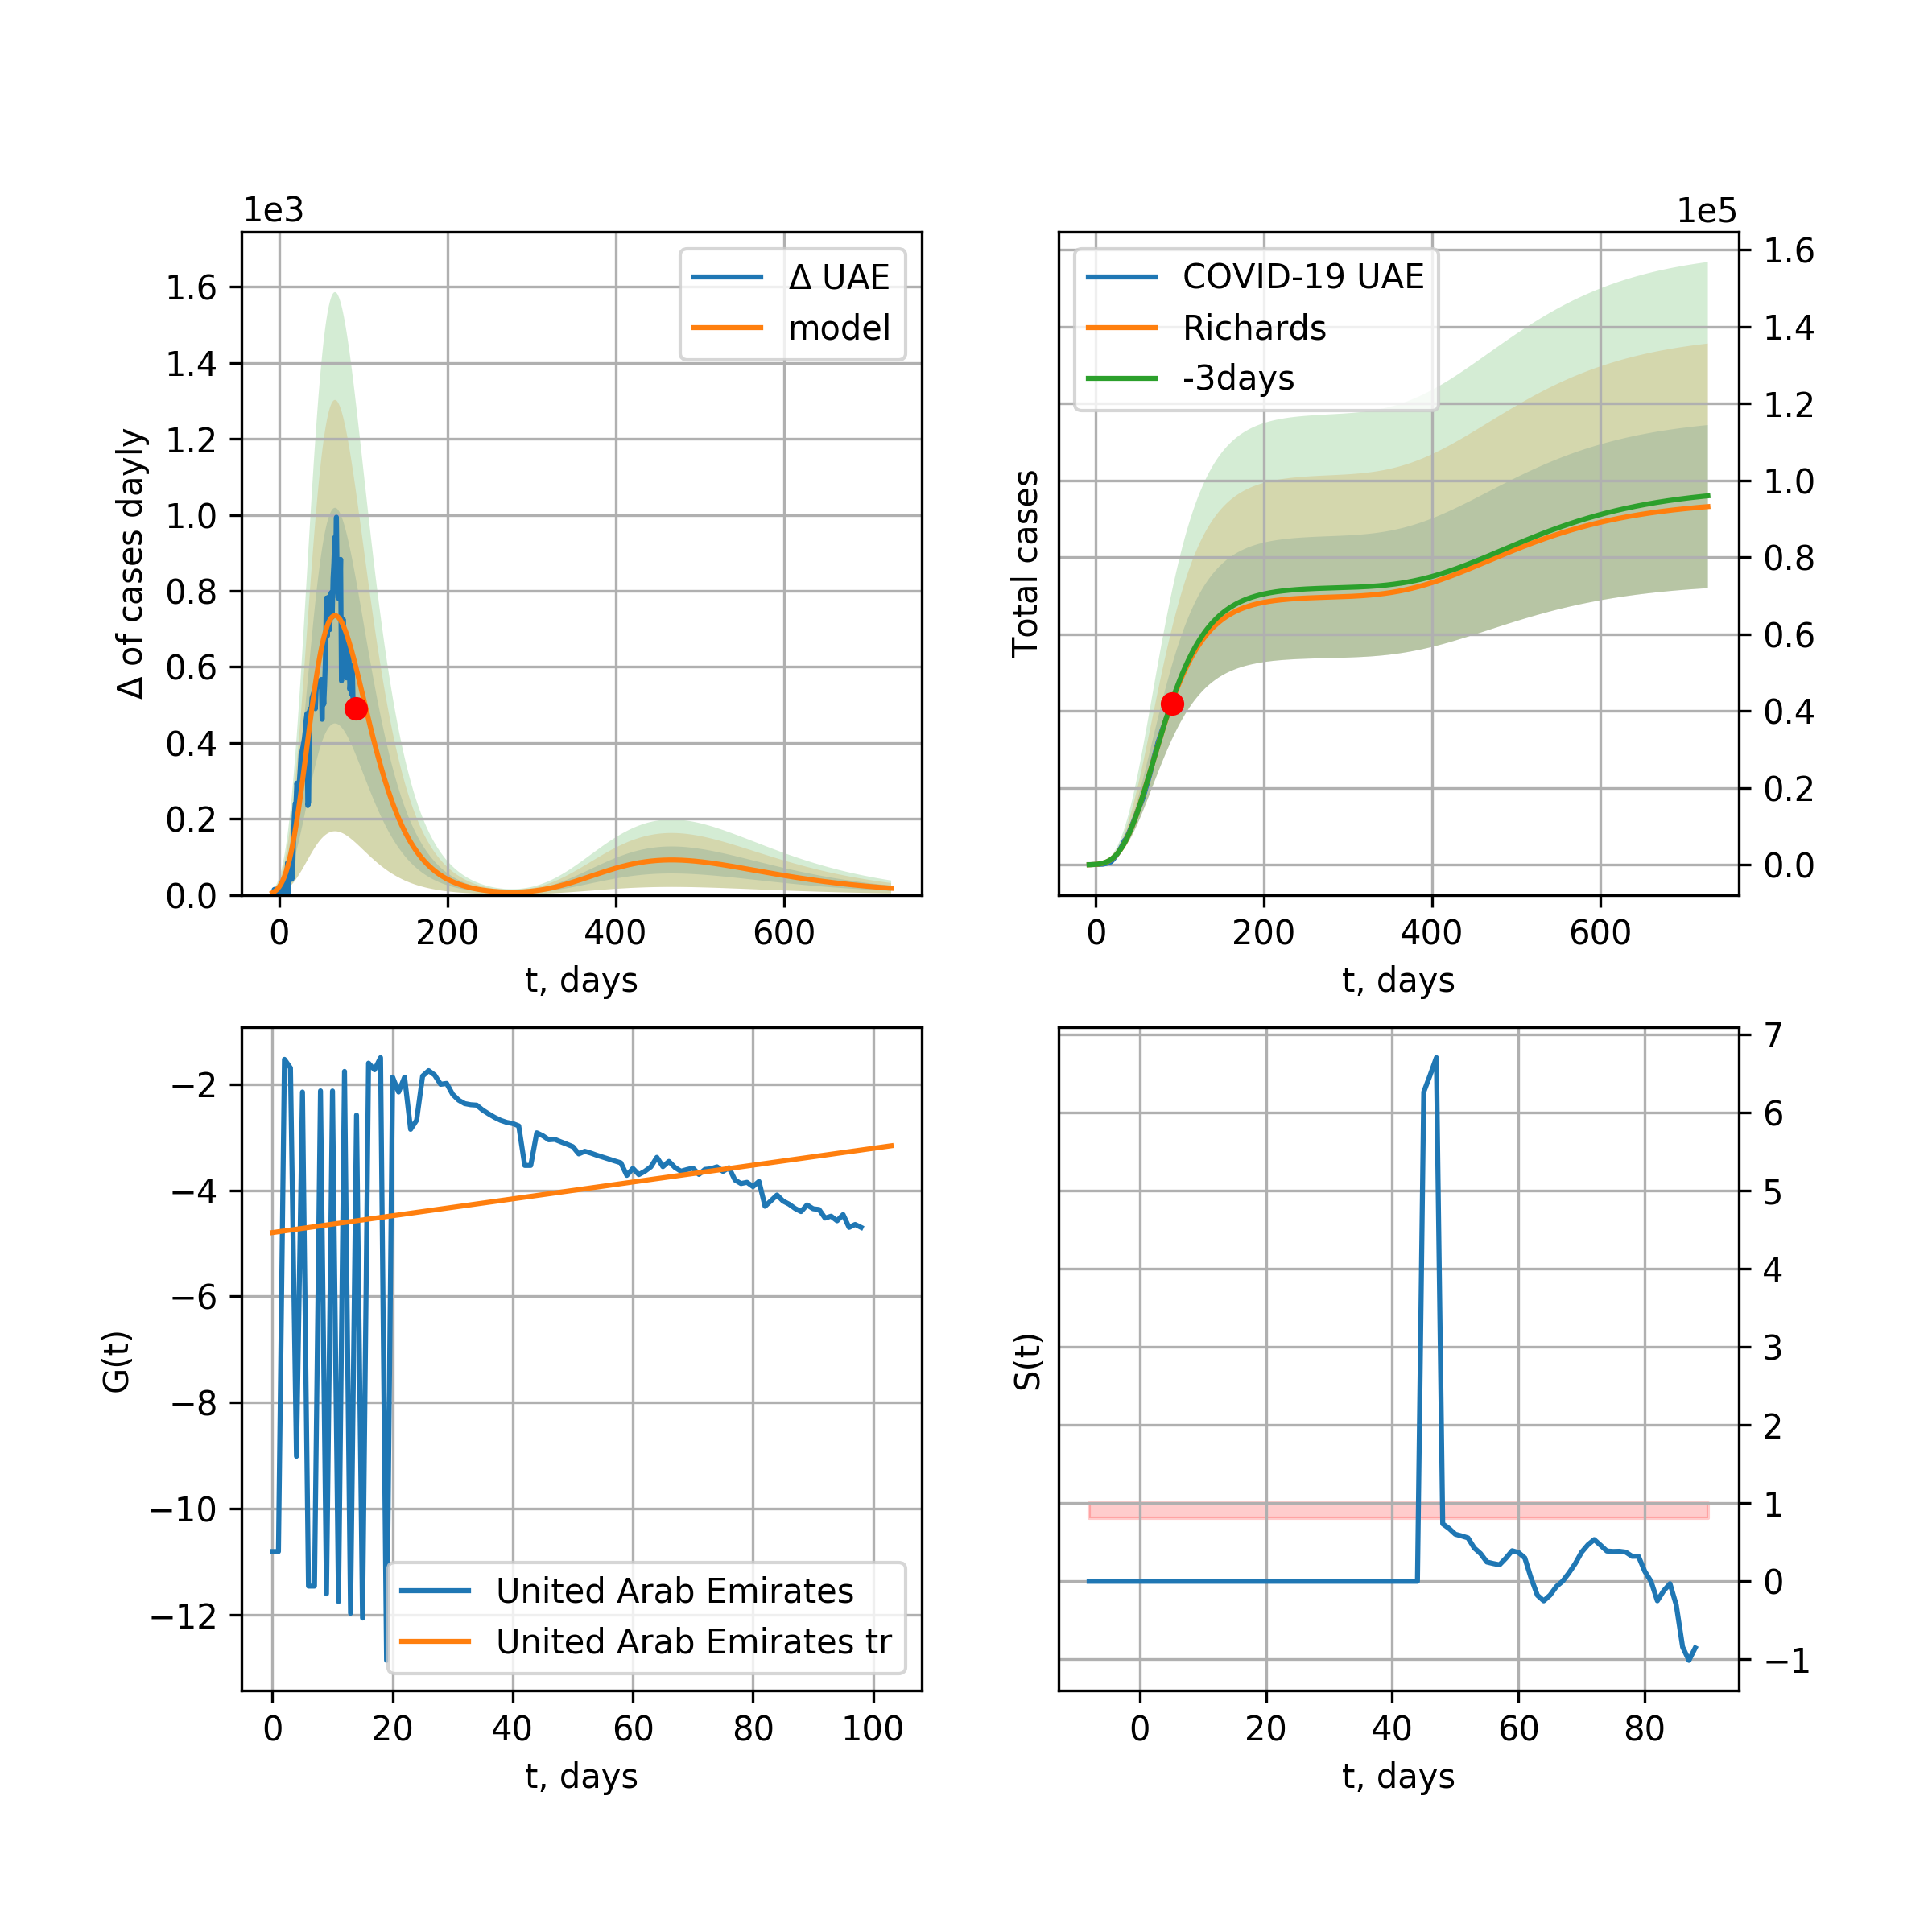 1e3
Δ of cases dayly
1.6
1.4
1.2
1.0
0.8
0.6
0.4
0.2
0.0
0 200 400 600
t, days
Δ UAE
model
1e5
Total cases
1.6
1.4
1.2
1.0
0.8
0.6
0.4
0.2
0.0
0 200 400 600
t, days
COVID-19 UAE
Richards
-3days
G(t)
−2
−4
−6
−8
−10
−12
0 20 40 60 80 100
t, days
United Arab Emirates
United Arab Emirates tr
S(t)
7
6
5
4
3
2
1
0
−1
0 20 40 60 80
t, days